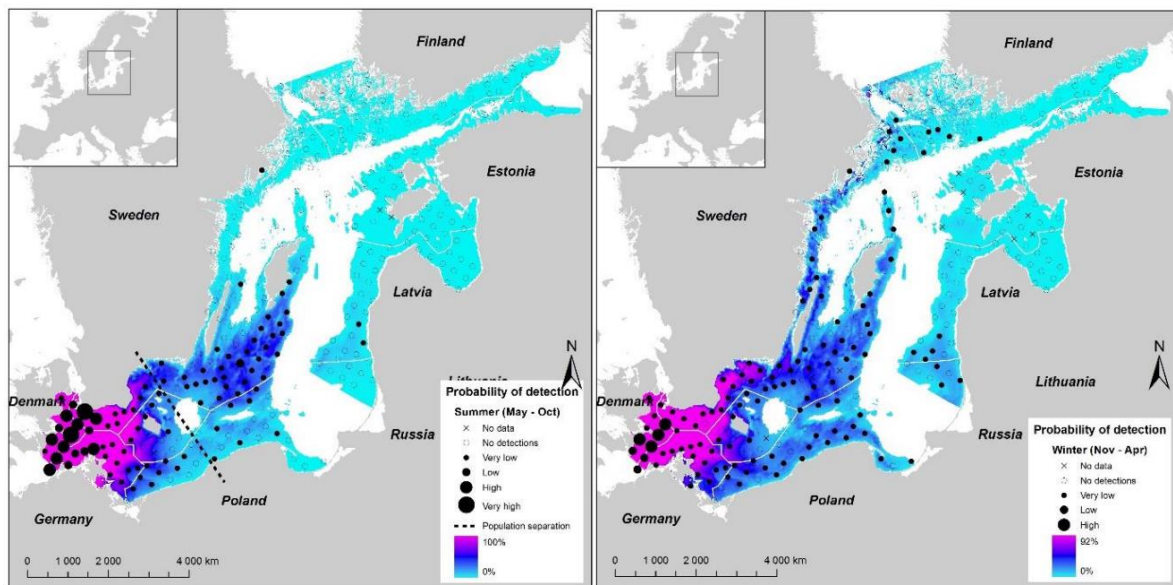 Finland
Estonia
Sweden
Latvia
Lithuania
Denmark
Russia
Poland
Germany
Probability of detection
Summer (May - Oct)
No data
No detections
Very low
Low
High
Very high
Population separation
100%
0%
N
0 1 000 2 000 4 000 km
Finland
Estonia
Sweden
Latvia
Lithuania
Denmark
Russia
Poland
Germany
Probability of detection
Winter (Nov - Apr)
No data
No detections
Very low
Low
High
92%
0%
N
0 1 000 2 000 4 000 km